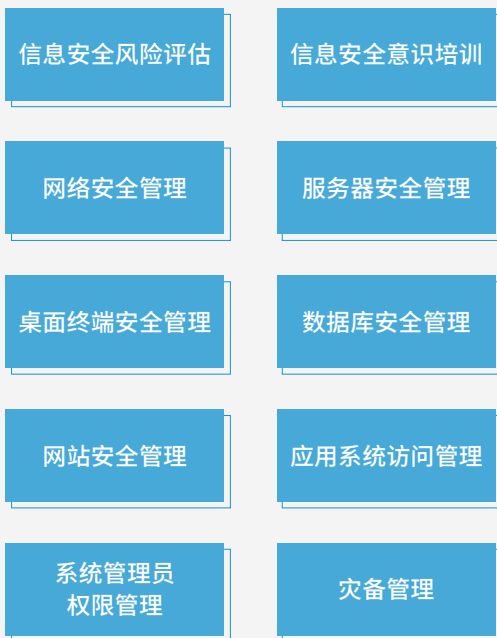 信息安全风险评估
信息安全意识培训
网络安全管理
服务器安全管理
桌面终端安全管理
数据库安全管理
网站安全管理
应用系统访问管理
系统管理员
权限管理
灾备管理